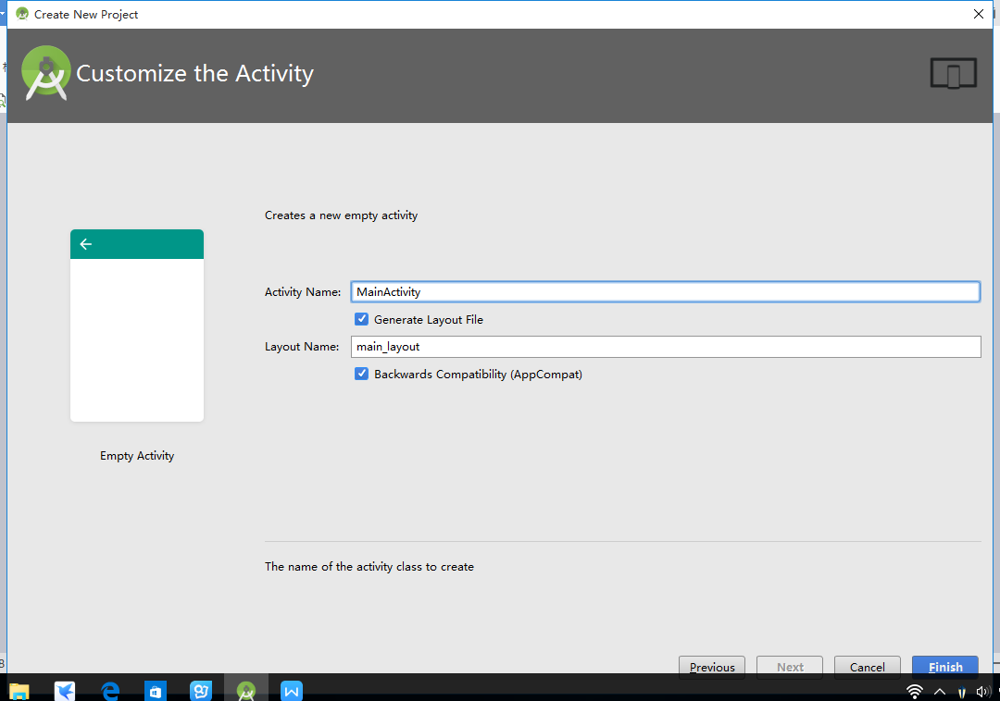 Create New Project
Customize the Activity
Creates a new empty activity
Activity Name: MainActivity
Generate Layout File
Layout Name: main_layout
Backwards Compatibility (AppCompat)
Empty Activity
The name of the activity class to create
Previous Next Cancel Finish